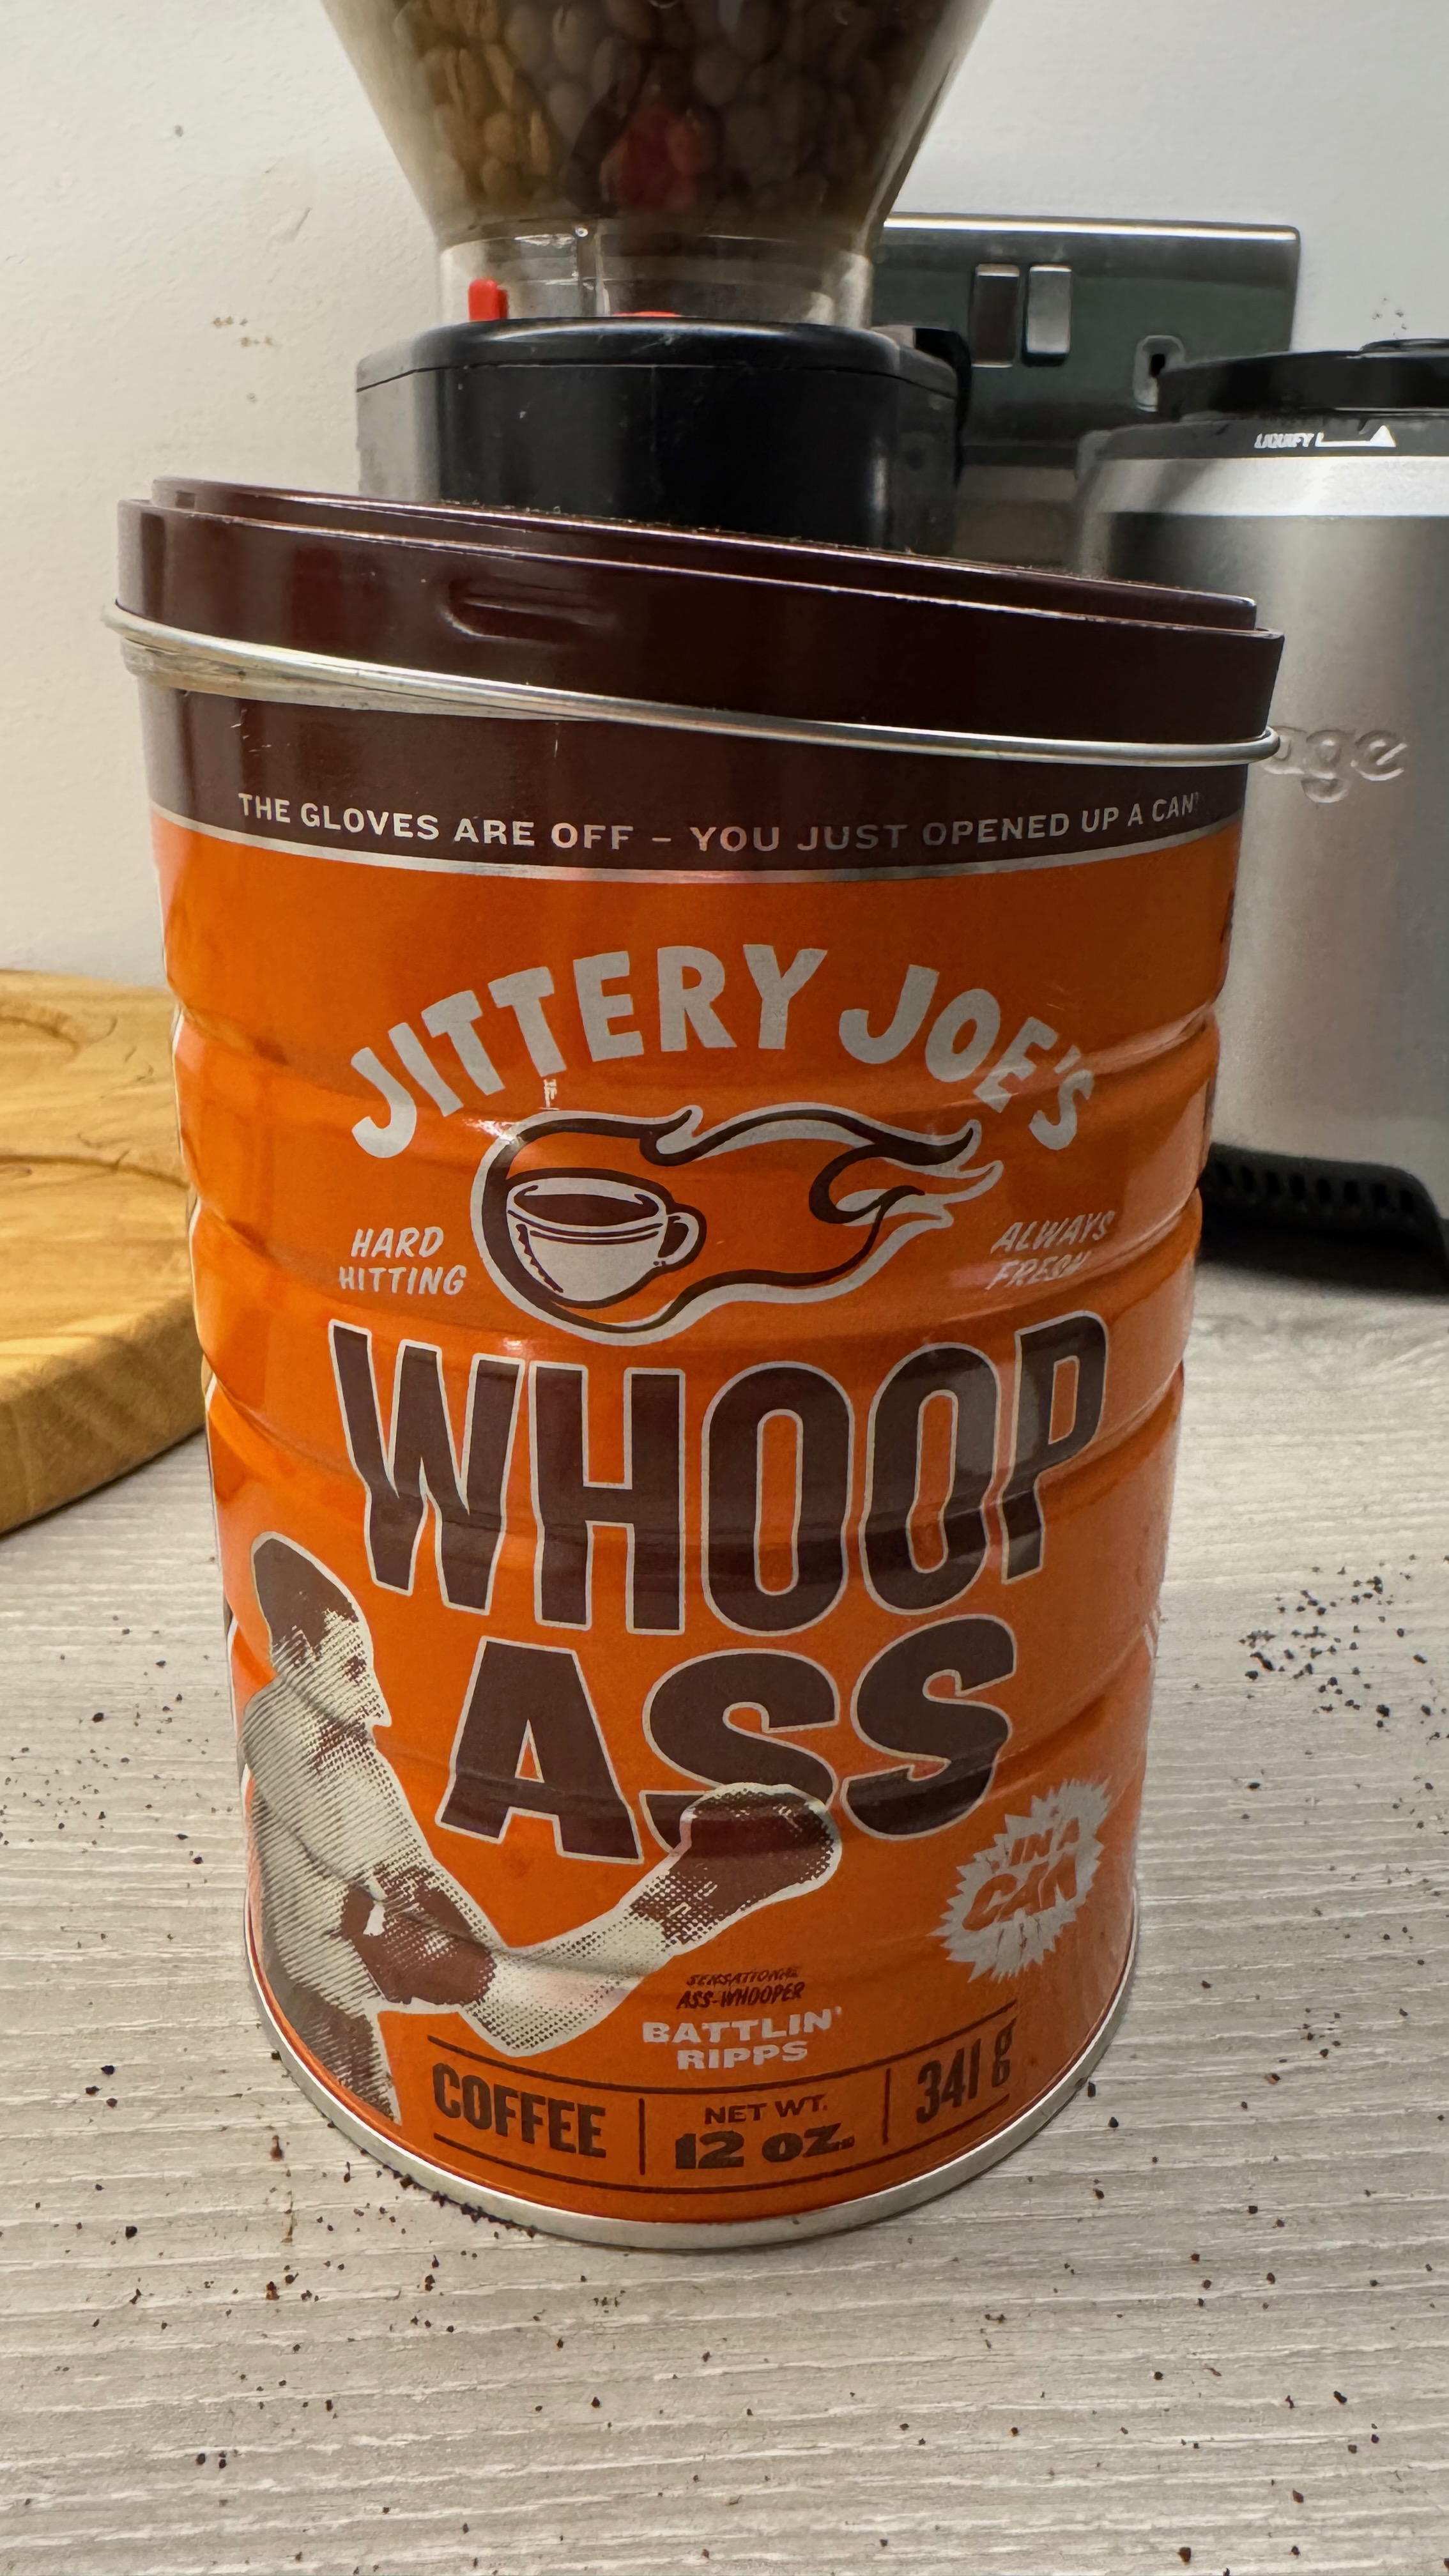 LIQUIFY
age
THE GLOVES ARE OFF – YOU JUST OPENED UP A CAN
JITTERY JOE'S
HARD
HITTING
ALWAYS
FRESH
WHOOP
ASS
IN A
CAN
SENSATIONAL
ASS-WHOOPER
BATTLIN'
RIPPS
COFFEE
NET WT.
12 OZ.
341 g